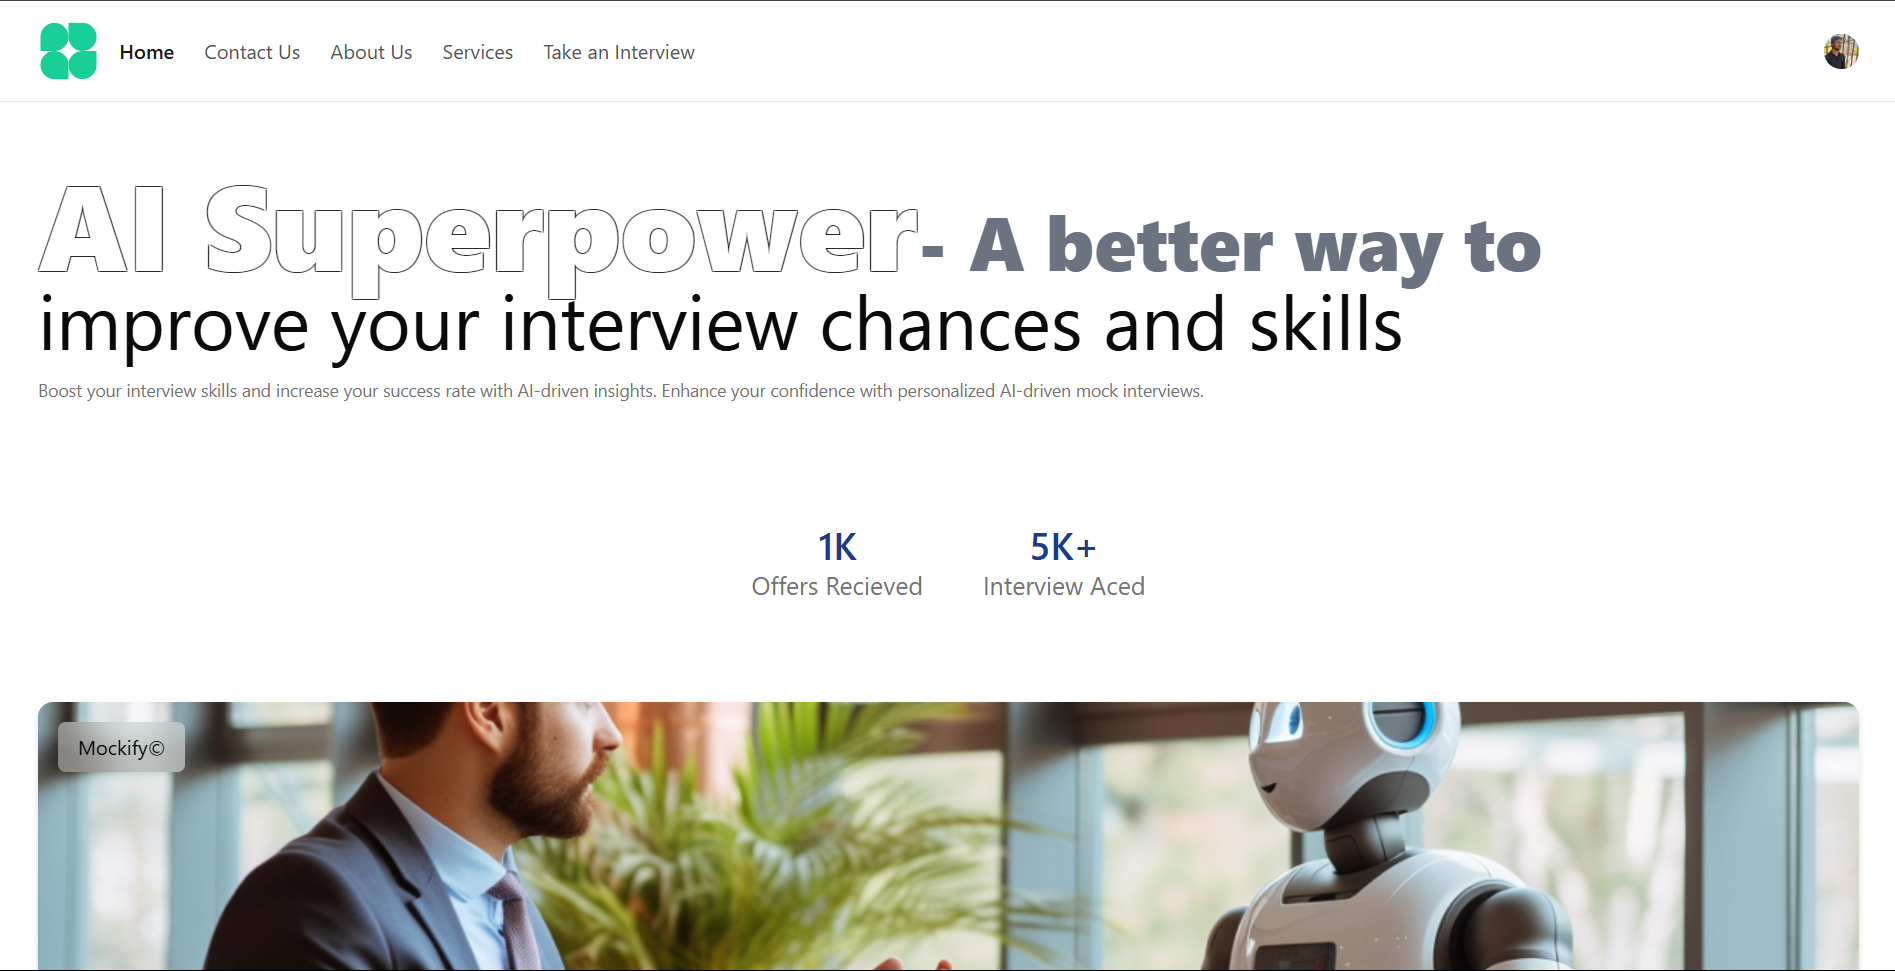 Home Contact Us About Us Services Take an Interview
AI Superpower- A better way to
improve your interview chances and skills
Boost your interview skills and increase your success rate with AI-driven insights. Enhance your confidence with personalized AI-driven mock interviews.
1K
Offers Recieved
5K+
Interview Aced
Mockify©